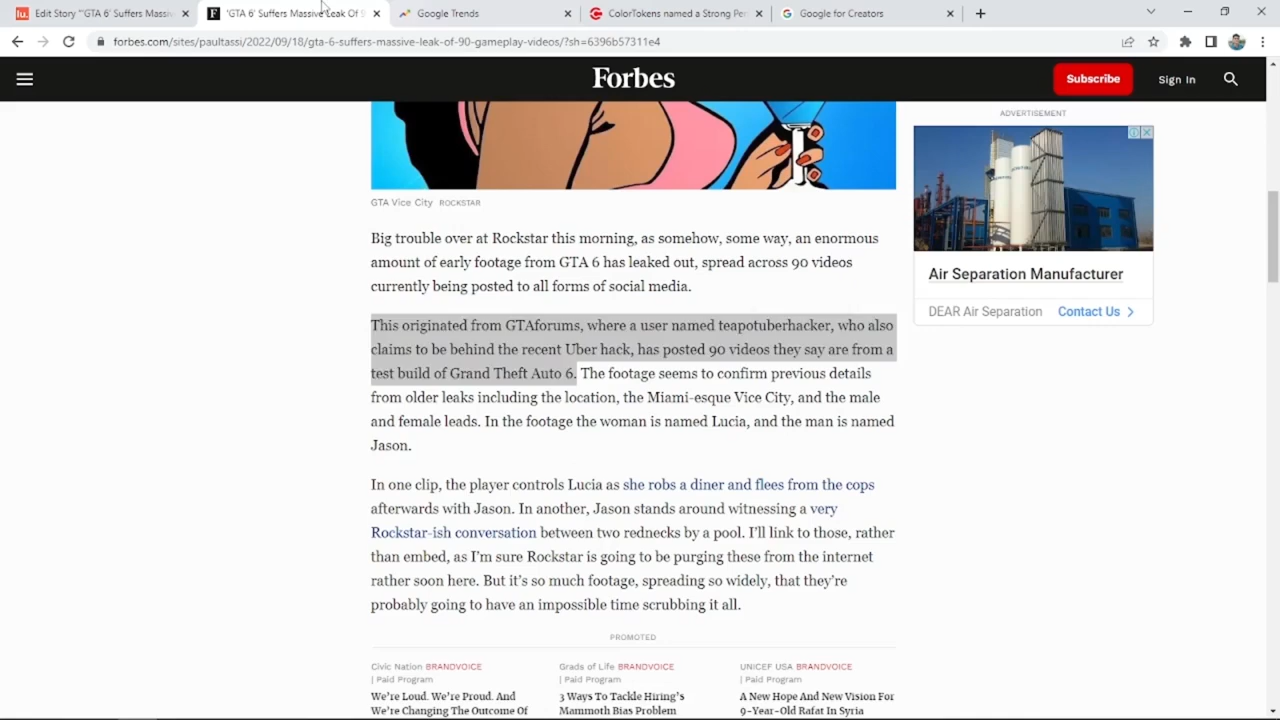 Edit Story "'GTA 6' Suffers Massiv
'GTA 6' Suffers Massive Leak Of 9
Google Trends
ColorTokens named a Strong Per
Google for Creators
forbes.com/sites/paultassi/2022/09/18/gta-6-suffers-massive-leak-of-90-gameplay-videos/?sh=6396b57311e4
Forbes
Subscribe
Sign In
GTA Vice City ROCKSTAR
Big trouble over at Rockstar this morning, as somehow, some way, an enormous
amount of early footage from GTA 6 has leaked out, spread across 90 videos
currently being posted to all forms of social media.
This originated from GTAforums, where a user named teapotuberhacker, who also
claims to be behind the recent Uber hack, has posted 90 videos they say are from a
test build of Grand Theft Auto 6. The footage seems to confirm previous details
from older leaks including the location, the Miami-esque Vice City, and the male
and female leads. In the footage the woman is named Lucia, and the man is named
Jason.
In one clip, the player controls Lucia as she robs a diner and flees from the cops
afterwards with Jason. In another, Jason stands around witnessing a very
Rockstar-ish conversation between two rednecks by a pool. I'll link to those, rather
than embed, as I'm sure Rockstar is going to be purging these from the internet
rather soon here. But it's so much footage, spreading so widely, that they're
probably going to have an impossible time scrubbing it all.
PROMOTED
Civic Nation BRANDVOICE
| Paid Program
We're Loud. We're Proud. And
We're Changing The Outcome Of
Grads of Life BRANDVOICE
| Paid Program
3 Ways To Tackle Hiring's
Mammoth Bias Problem
UNICEF USA BRANDVOICE
| Paid Program
A New Hope And New Vision For
9-Year-Old Rafat In Syria
ADVERTISEMENT
Air Separation Manufacturer
DEAR Air Separation Contact Us